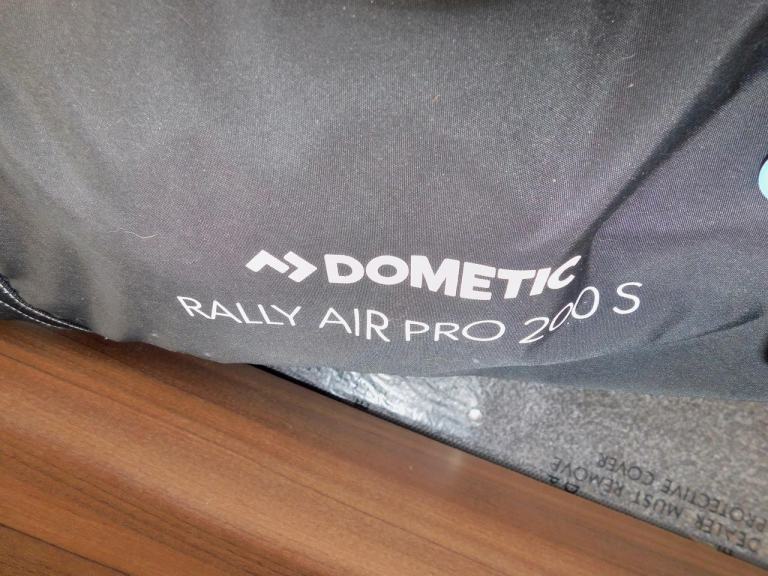 DOMETIC
RALLY AIR PRO 200 S
DEALER MUST REMOVE
PROTECTIVE COVER